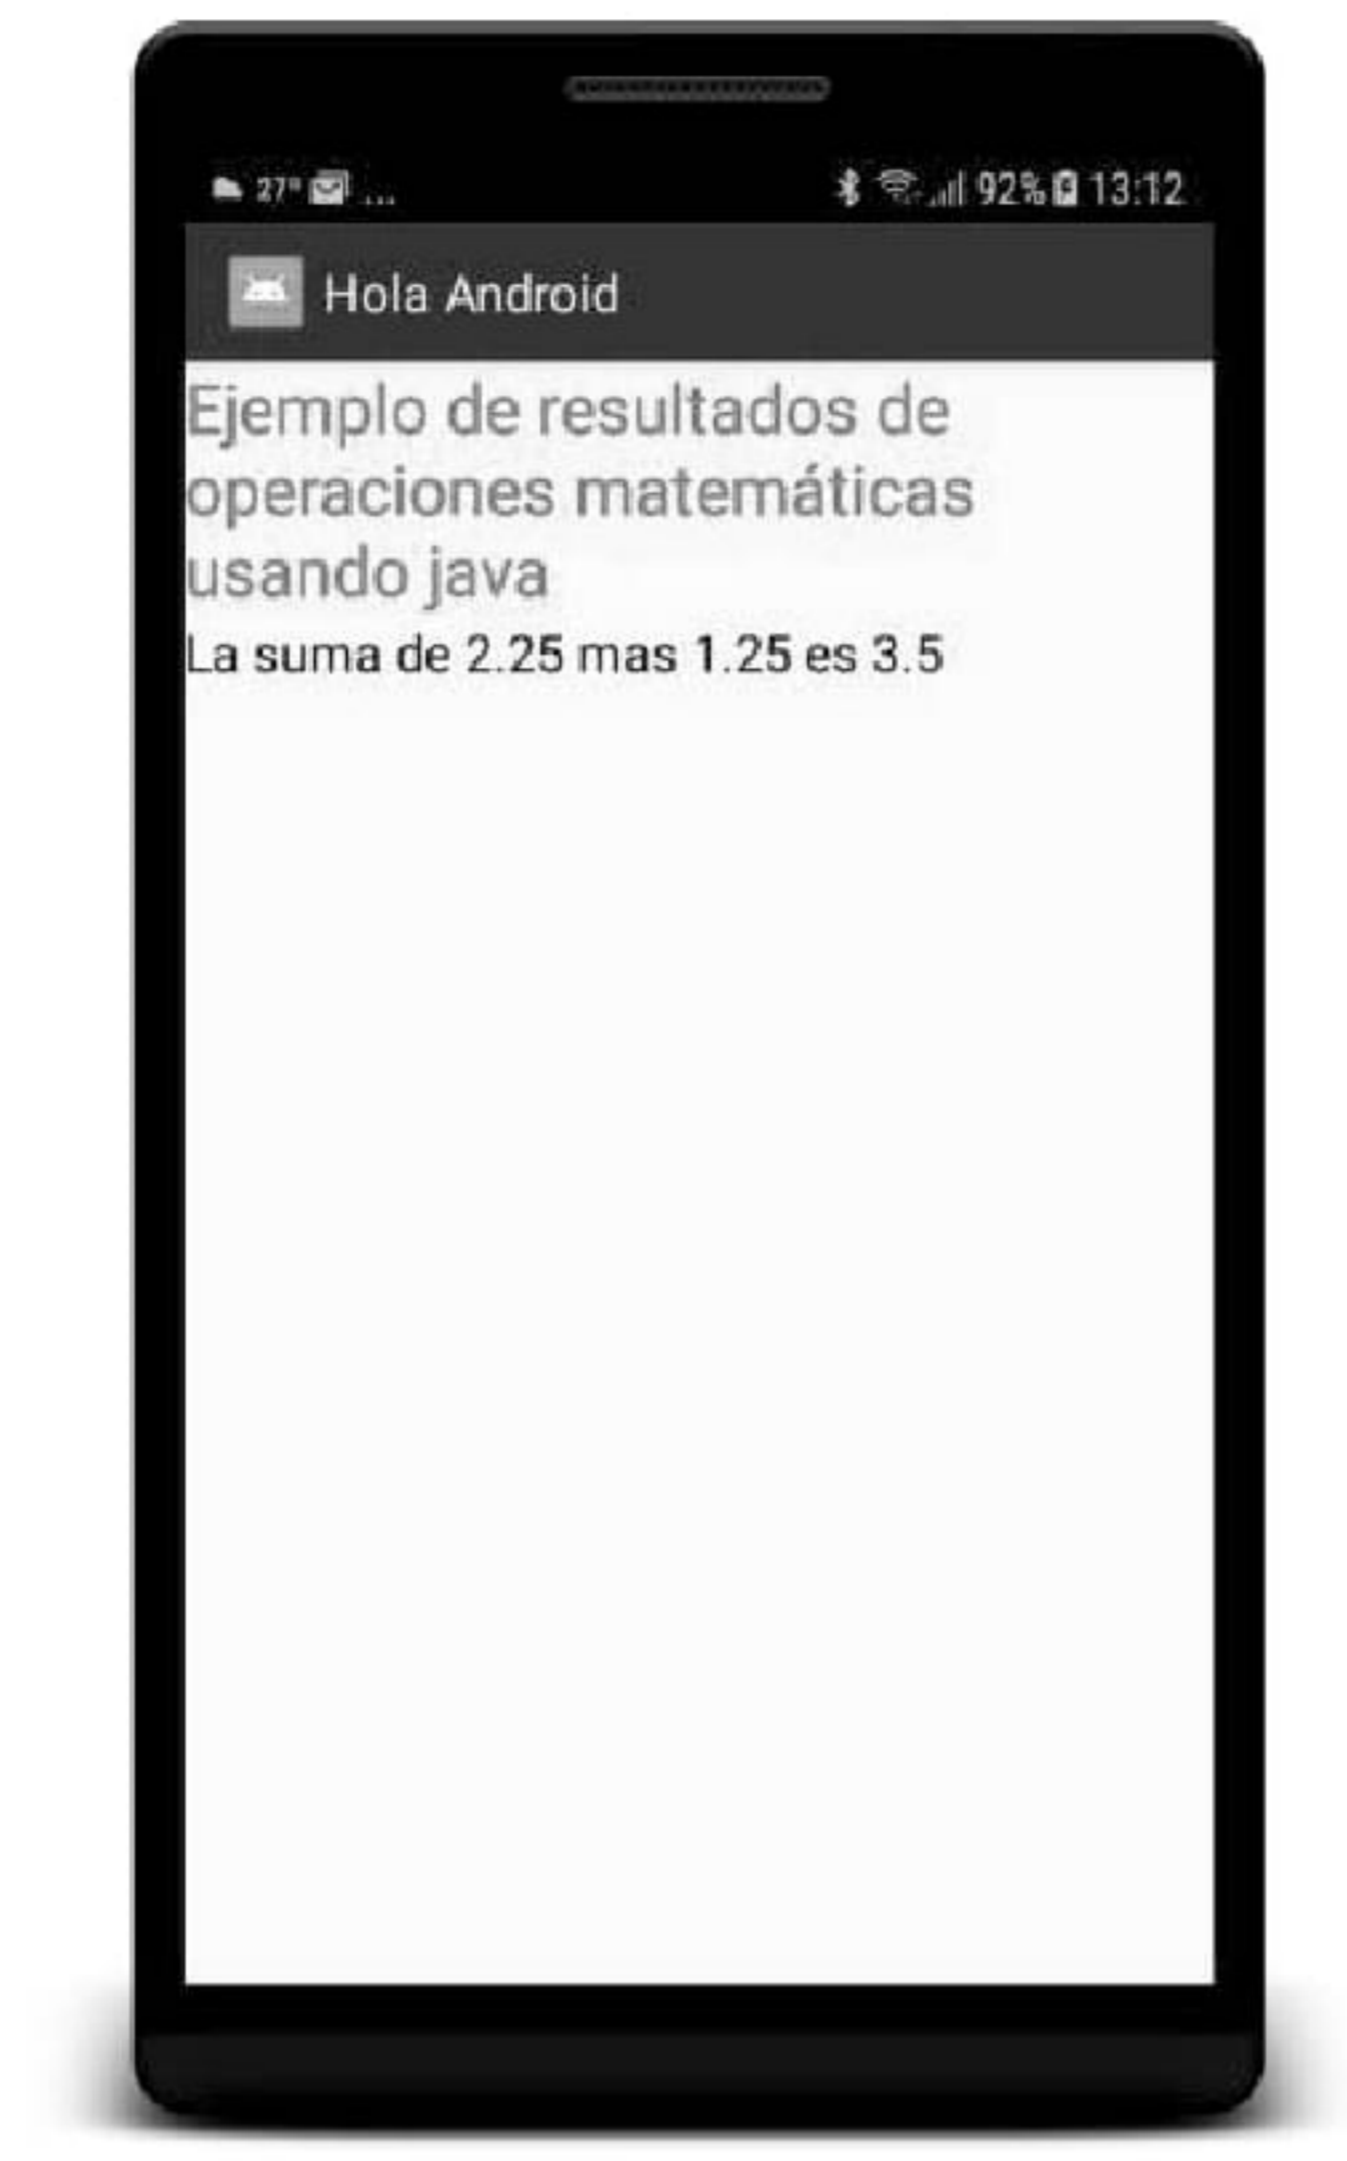 27° ... 92% 13:12
Hola Android
Ejemplo de resultados de
operaciones matemáticas
usando java
La suma de 2.25 mas 1.25 es 3.5